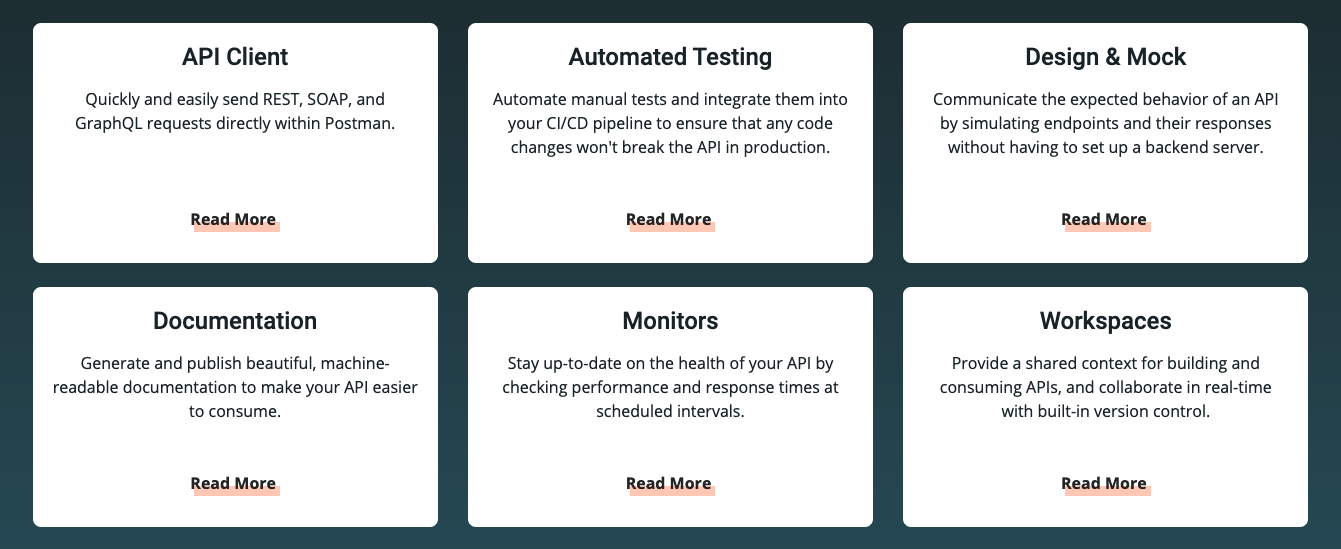 API Client
Quickly and easily send REST, SOAP, and
GraphQL requests directly within Postman.
Read More
Automated Testing
Automate manual tests and integrate them into
your CI/CD pipeline to ensure that any code
changes won't break the API in production.
Read More
Design & Mock
Communicate the expected behavior of an API
by simulating endpoints and their responses
without having to set up a backend server.
Read More
Documentation
Generate and publish beautiful, machine-
readable documentation to make your API easier
to consume.
Read More
Monitors
Stay up-to-date on the health of your API by
checking performance and response times at
scheduled intervals.
Read More
Workspaces
Provide a shared context for building and
consuming APIs, and collaborate in real-time
with built-in version control.
Read More